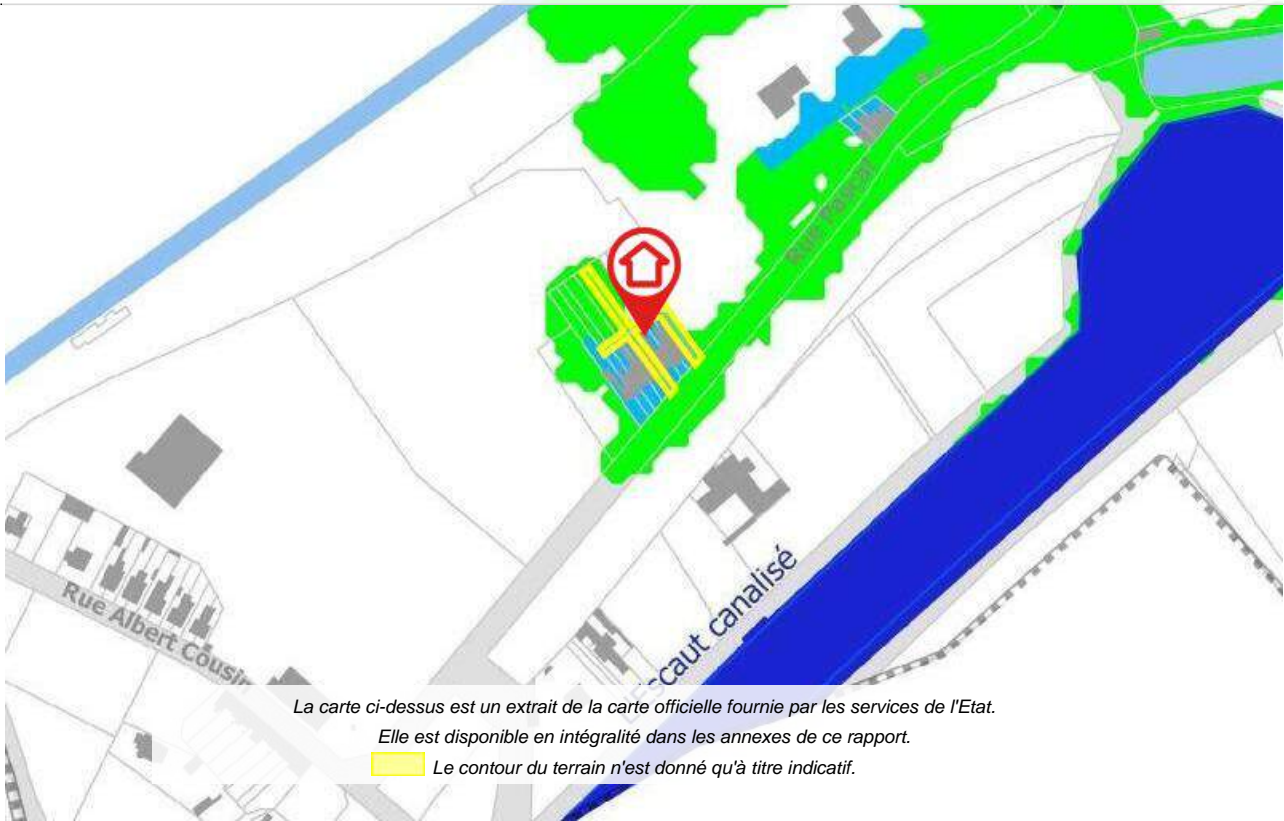 Rue Pascal
Rue Albert Cousin
L'Escaut canalisé
La carte ci-dessus est un extrait de la carte officielle fournie par les services de l'Etat.
Elle est disponible en intégralité dans les annexes de ce rapport.
Le contour du terrain n'est donné qu'à titre indicatif.